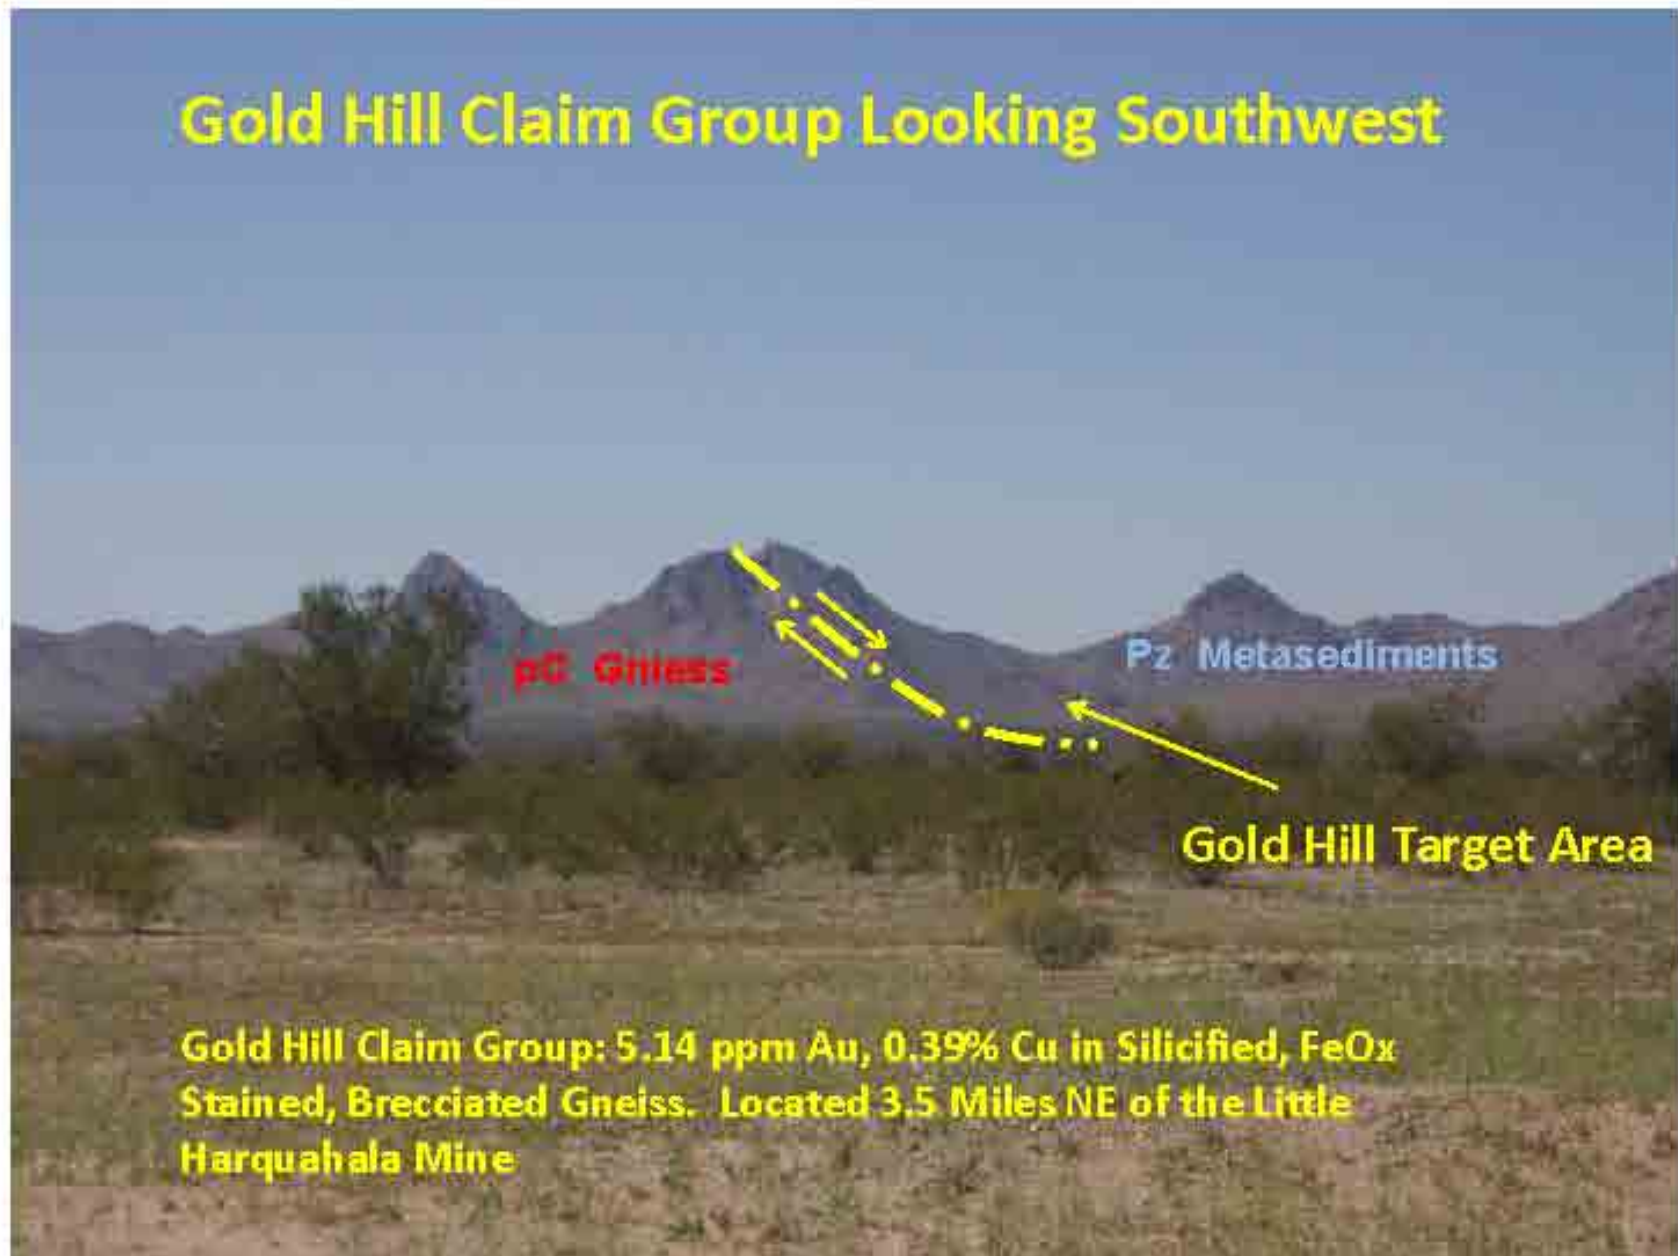 Gold Hill Claim Group Looking Southwest
pC Gniess
Pz Metasediments
Gold Hill Target Area
Gold Hill Claim Group: 5.14 ppm Au, 0.39% Cu in Silicified, FeOx
Stained, Brecciated Gneiss. Located 3.5 Miles NE of the Little
Harquahala Mine